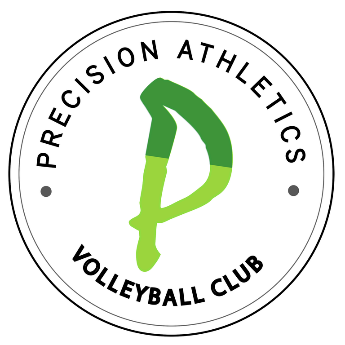 PRECISION ATHLETICS
P
VOLLEYBALL CLUB